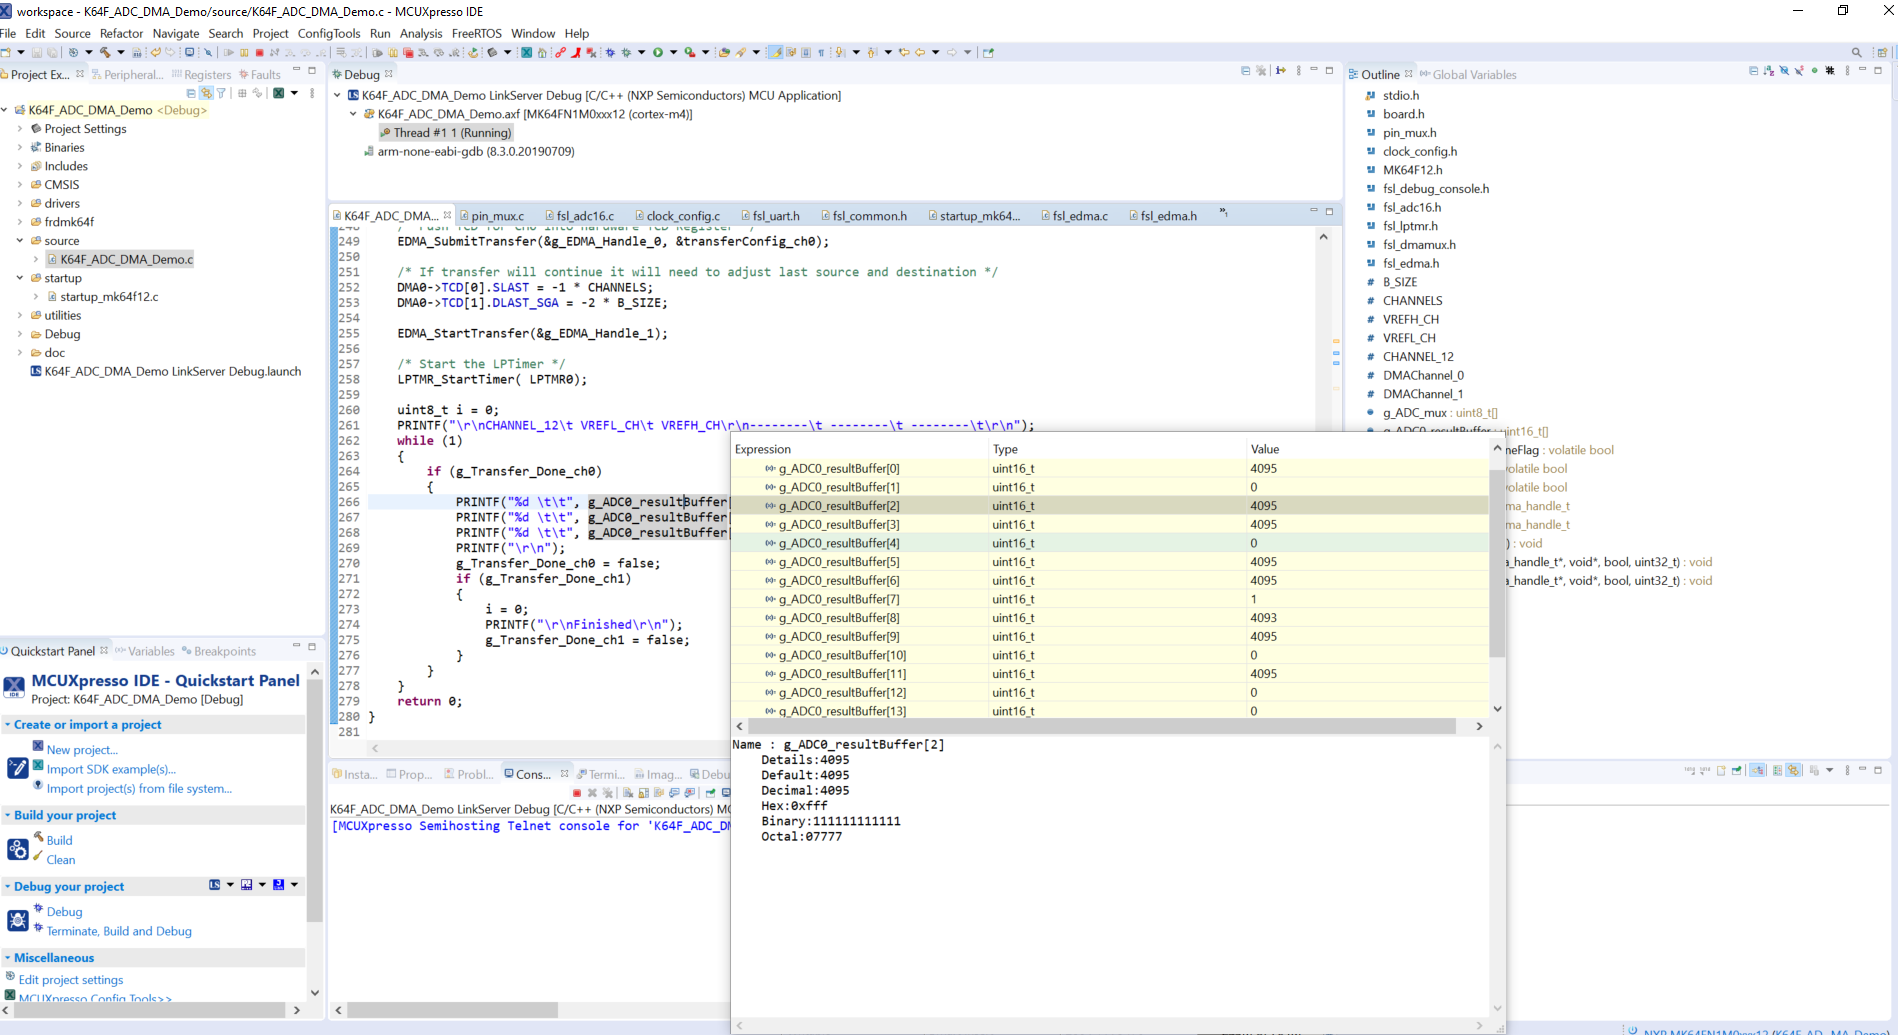 workspace - K64F_ADC_DMA_Demo/source/K64F_ADC_DMA_Demo.c - MCUXpresso IDE
File Edit Source Refactor Navigate Search Project ConfigTools Run Analysis FreeRTOS Window Help
Project Ex... Peripheral... Registers Faults
K64F_ADC_DMA_Demo <Debug>
Project Settings
Binaries
Includes
CMSIS
drivers
frdmk64f
source
K64F_ADC_DMA_Demo.c
startup
startup_mk64f12.c
utilities
Debug
doc
K64F_ADC_DMA_Demo LinkServer Debug.launch
Debug
K64F_ADC_DMA_Demo LinkServer Debug [C/C++ (NXP Semiconductors) MCU Application]
K64F_ADC_DMA_Demo.axf [MK64FN1M0xxx12 (cortex-m4)]
Thread #1 1 (Running)
arm-none-eabi-gdb (8.3.0.20190709)
K64F_ADC_DMA... pin_mux.c fsl_adc16.c clock_config.c fsl_uart.h fsl_common.h startup_mk64... fsl_edma.c fsl_edma.h
248 /* Push TCD for CH0 into hardware TCD Register */
249 EDMA_SubmitTransfer(&g_EDMA_Handle_0, &transferConfig_ch0);
250
251 /* If transfer will continue it will need to adjust last source and destination */
252 DMA0->TCD[0].SLAST = -1 * CHANNELS;
253 DMA0->TCD[1].DLAST_SGA = -2 * B_SIZE;
254
255 EDMA_StartTransfer(&g_EDMA_Handle_1);
256
257 /* Start the LPTimer */
258 LPTMR_StartTimer( LPTMR0);
259
260 uint8_t i = 0;
261 PRINTF("\r\nCHANNEL_12\t VREFL_CH\t VREFH_CH\r\n--------\t --------\t --------\t\r\n");
262 while (1)
263 {
264 if (g_Transfer_Done_ch0)
265 {
266 PRINTF("%d \t\t", g_ADC0_resultBuffer[
267 PRINTF("%d \t\t", g_ADC0_resultBuffer[
268 PRINTF("%d \t\t", g_ADC0_resultBuffer[
269 PRINTF("\r\n");
270 g_Transfer_Done_ch0 = false;
271 if (g_Transfer_Done_ch1)
272 {
273 i = 0;
274 PRINTF("\r\nFinished\r\n");
275 g_Transfer_Done_ch1 = false;
276 }
277 }
278 }
279 return 0;
280 }
281
Expression Type Value
g_ADC0_resultBuffer[0] uint16_t 4095
g_ADC0_resultBuffer[1] uint16_t 0
g_ADC0_resultBuffer[2] uint16_t 4095
g_ADC0_resultBuffer[3] uint16_t 4095
g_ADC0_resultBuffer[4] uint16_t 0
g_ADC0_resultBuffer[5] uint16_t 4095
g_ADC0_resultBuffer[6] uint16_t 4095
g_ADC0_resultBuffer[7] uint16_t 1
g_ADC0_resultBuffer[8] uint16_t 4093
g_ADC0_resultBuffer[9] uint16_t 4095
g_ADC0_resultBuffer[10] uint16_t 0
g_ADC0_resultBuffer[11] uint16_t 4095
g_ADC0_resultBuffer[12] uint16_t 0
g_ADC0_resultBuffer[13] uint16_t 0
Name : g_ADC0_resultBuffer[2]
Details:4095
Default:4095
Decimal:4095
Hex:0xfff
Binary:111111111111
Octal:07777
Outline Global Variables
stdio.h
board.h
pin_mux.h
clock_config.h
MK64F12.h
fsl_debug_console.h
fsl_adc16.h
fsl_lptmr.h
fsl_dmamux.h
fsl_edma.h
B_SIZE
CHANNELS
VREFH_CH
VREFL_CH
CHANNEL_12
DMAChannel_0
DMAChannel_1
g_ADC_mux : uint8_t[]
g_ADC0_resultBuffer : uint16_t[]
neFlag : volatile bool
volatile bool
volatile bool
ma_handle_t
ma_handle_t
) : void
a_handle_t*, void*, bool, uint32_t) : void
a_handle_t*, void*, bool, uint32_t) : void
Quickstart Panel Variables Breakpoints
MCUXpresso IDE - Quickstart Panel
Project: K64F_ADC_DMA_Demo [Debug]
Create or import a project
New project...
Import SDK example(s)...
Import project(s) from file system...
Build your project
Build
Clean
Debug your project
Debug
Terminate, Build and Debug
Miscellaneous
Edit project settings
MCUXpresso Config Tools>>
Insta... Prop... Probl... Cons... Termi... Imag... Debu
K64F_ADC_DMA_Demo LinkServer Debug [C/C++ (NXP Semiconductors) MC
[MCUXpresso Semihosting Telnet console for 'K64F_ADC_DM
NXP MK64FN1M0xxx12 (K64F_AD_MA_Demo)